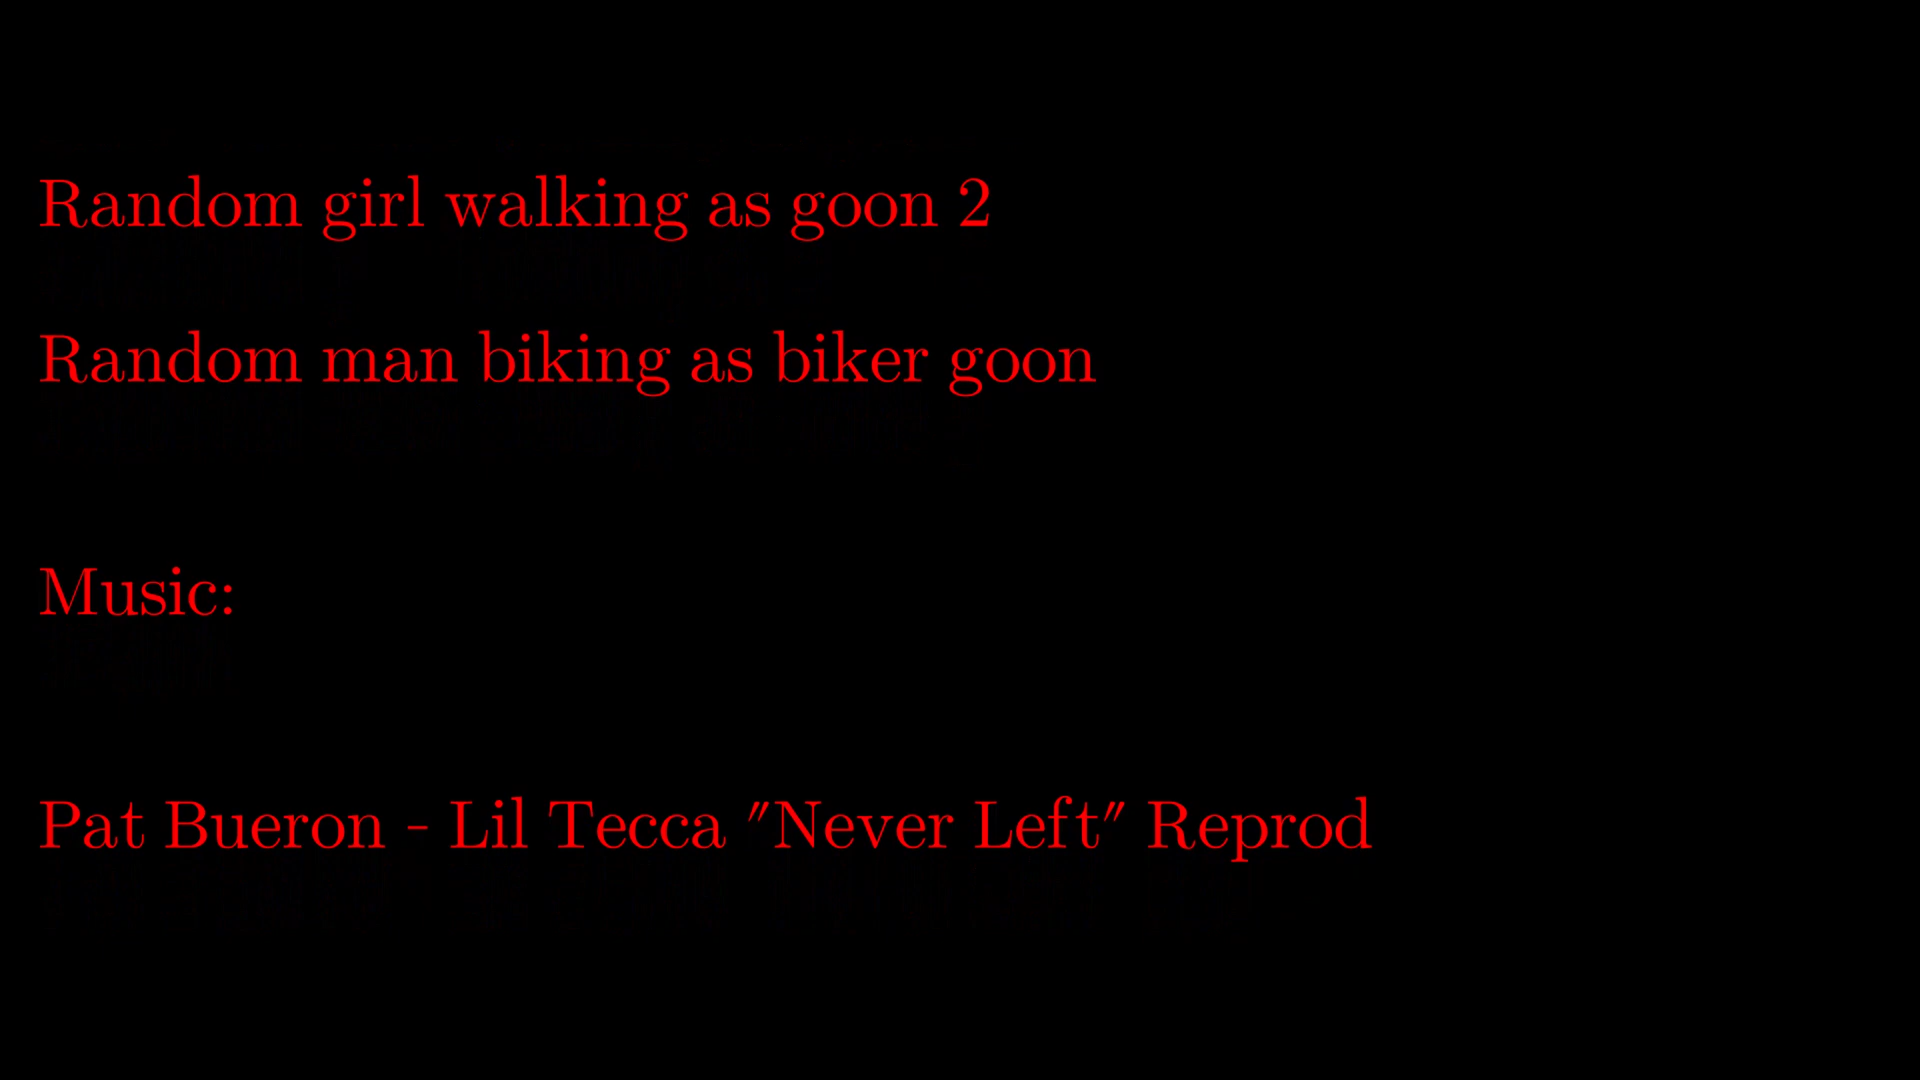 Random girl walking as goon 2
Random man biking as biker goon
Music:
Pat Bueron - Lil Tecca "Never Left" Reprod